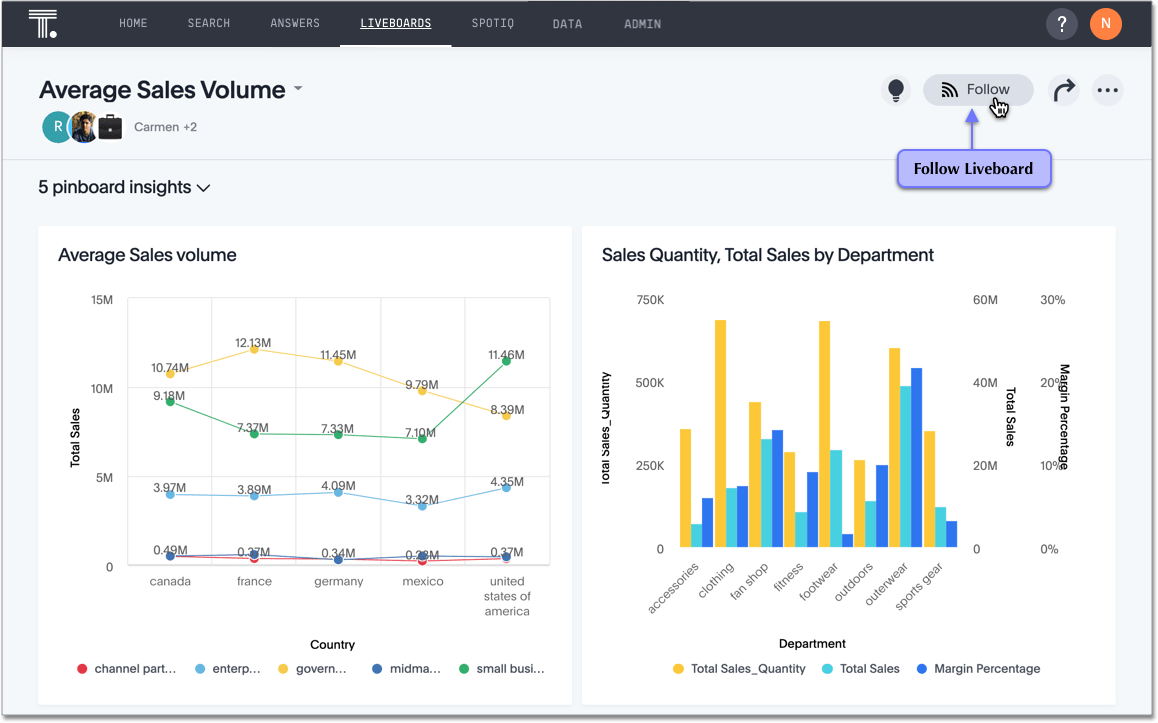 T.
HOME SEARCH ANSWERS LIVEBOARDS SPOTIQ DATA ADMIN ? N
Average Sales Volume
Follow
R Carmen +2
Follow Liveboard
5 pinboard insights
Average Sales volume
15M
10M
5M
0
Total Sales
10.74M 12.13M 11.45M 9.79M 8.39M
9.18M 7.37M 7.33M 7.10M 11.46M
3.97M 3.89M 4.09M 3.32M 4.35M
0.49M 0.37M 0.34M 0.37M
canada france germany mexico united
states of
america
Country
channel part... enterp... govern... midma... small busi...
Sales Quantity, Total Sales by Department
750K 60M 30%
500K 40M 20%
250K 20M 10%
0 0 0%
Total Sales_Quantity
Total Sales
Margin Percentage
accessories clothing fan shop fitness footwear outdoors outerwear sports gear
Department
Total Sales_Quantity Total Sales Margin Percentage